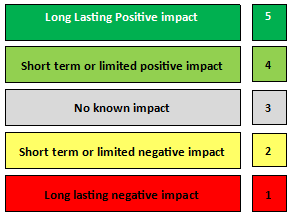 Long Lasting Positive impact 5
Short term or limited positive impact 4
No known impact 3
Short term or limited negative impact 2
Long lasting negative impact 1